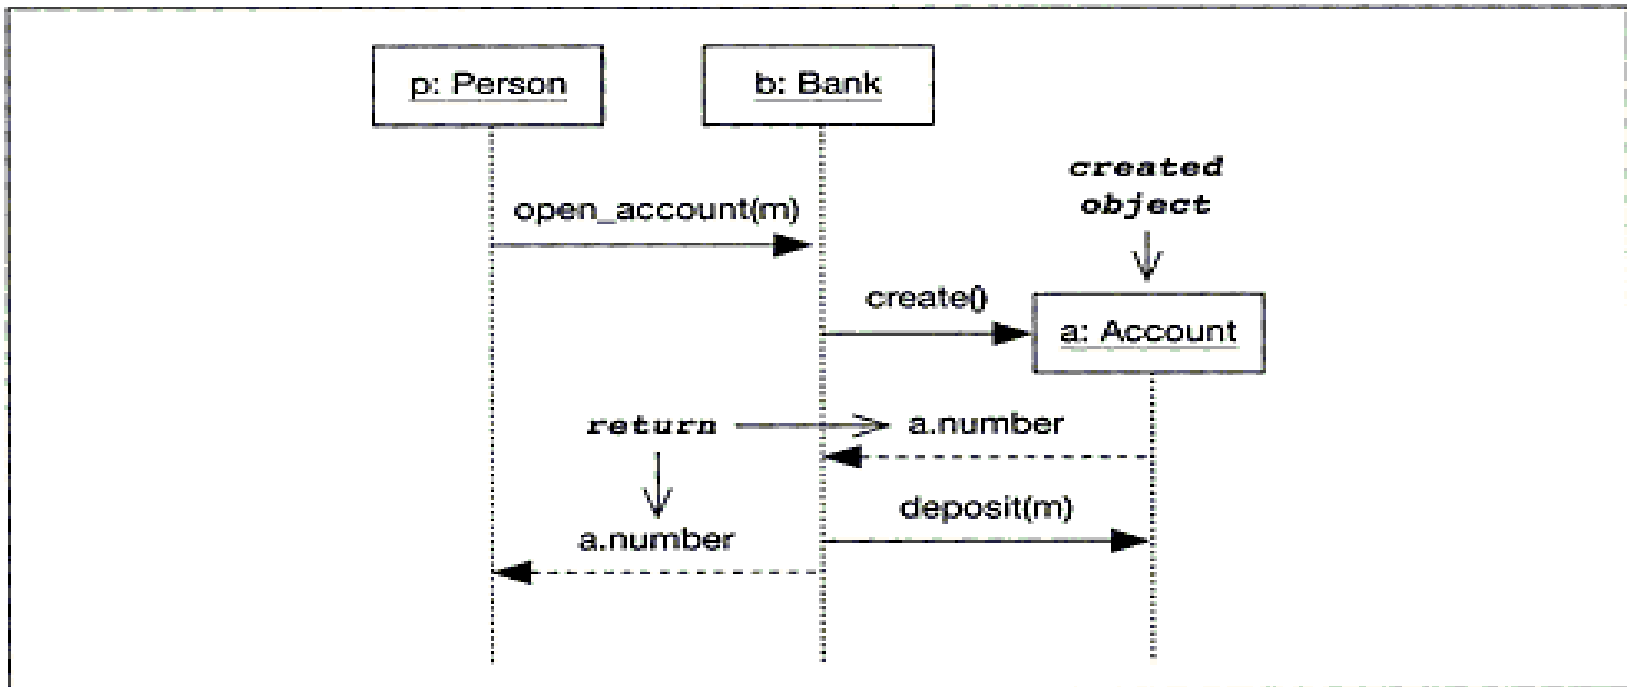 p: Person
b: Bank
created
object
open_account(m)
create()
a: Account
return
a.number
deposit(m)
a.number